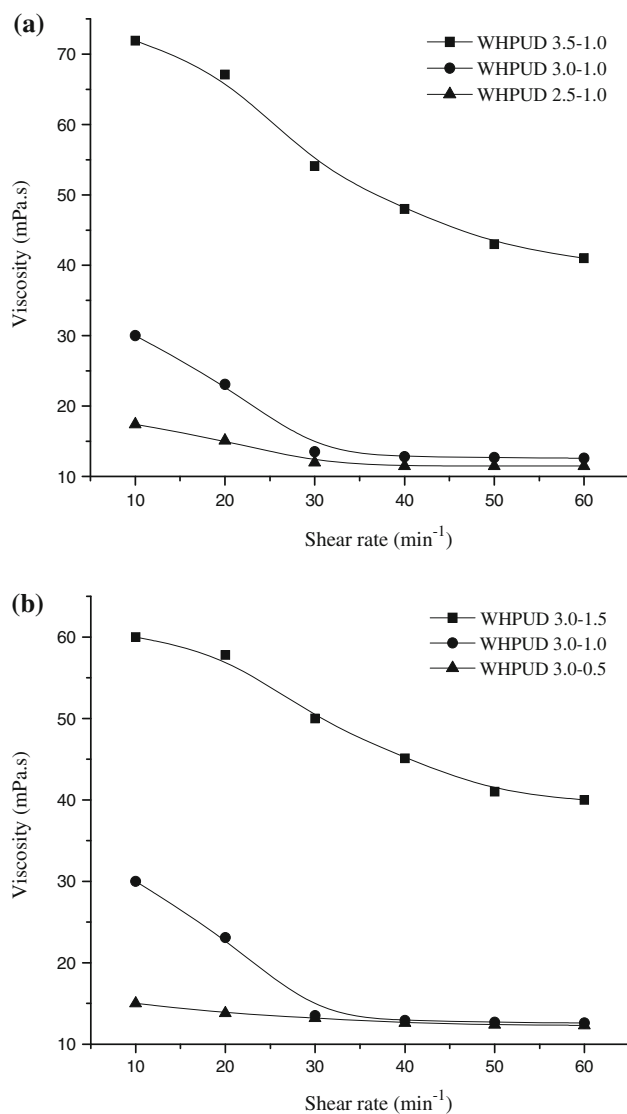 (a)
WHPUD 3.5-1.0
WHPUD 3.0-1.0
WHPUD 2.5-1.0
Viscosity (mPa.s)
70
60
50
40
30
20
10
10 20 30 40 50 60
Shear rate (min⁻¹)
(b)
WHPUD 3.0-1.5
WHPUD 3.0-1.0
WHPUD 3.0-0.5
Viscosity (mPa.s)
60
50
40
30
20
10
10 20 30 40 50 60
Shear rate (min⁻¹)